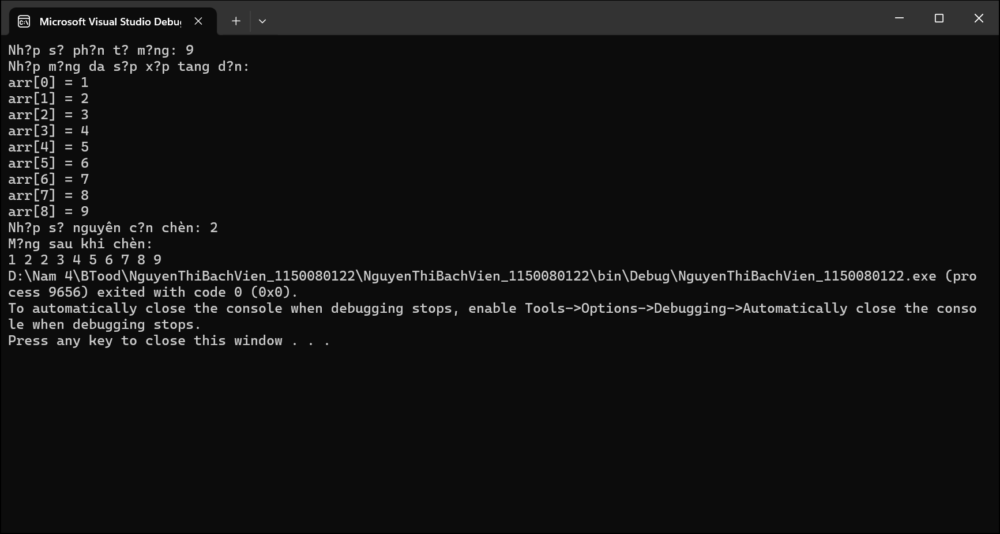 Microsoft Visual Studio Debu
Nh?p s? ph?n t? m?ng: 9
Nh?p m?ng da s?p x?p tang d?n:
arr[0] = 1
arr[1] = 2
arr[2] = 3
arr[3] = 4
arr[4] = 5
arr[5] = 6
arr[6] = 7
arr[7] = 8
arr[8] = 9
Nh?p s? nguyên c?n chèn: 2
M?ng sau khi chèn:
1 2 2 3 4 5 6 7 8 9
D:\Nam 4\BTood\NguyenThiBachVien_1150080122\NguyenThiBachVien_1150080122\bin\Debug\NguyenThiBachVien_1150080122.exe (pro
cess 9656) exited with code 0 (0x0).
To automatically close the console when debugging stops, enable Tools->Options->Debugging->Automatically close the conso
le when debugging stops.
Press any key to close this window . . .